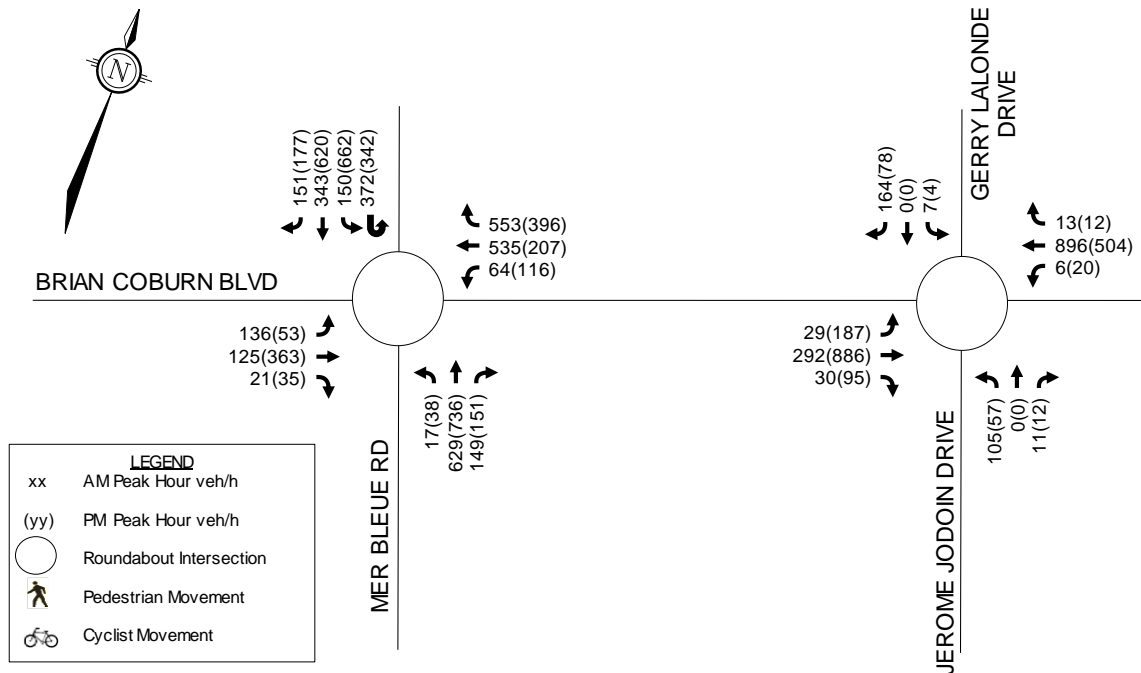 N
GERRY LALONDE
DRIVE
151(177)
343(620)
150(662)
372(342)
164(78)
0(0)
7(4)
553(396)
535(207)
64(116)
13(12)
896(504)
6(20)
BRIAN COBURN BLVD
136(53)
125(363)
21(35)
29(187)
292(886)
30(95)
17(38)
629(736)
149(151)
105(57)
0(0)
11(12)
MER BLEUE RD
JEROME JODOIN DRIVE
LEGEND
xx AM Peak Hour veh/h
(yy) PM Peak Hour veh/h
Roundabout Intersection
Pedestrian Movement
Cyclist Movement